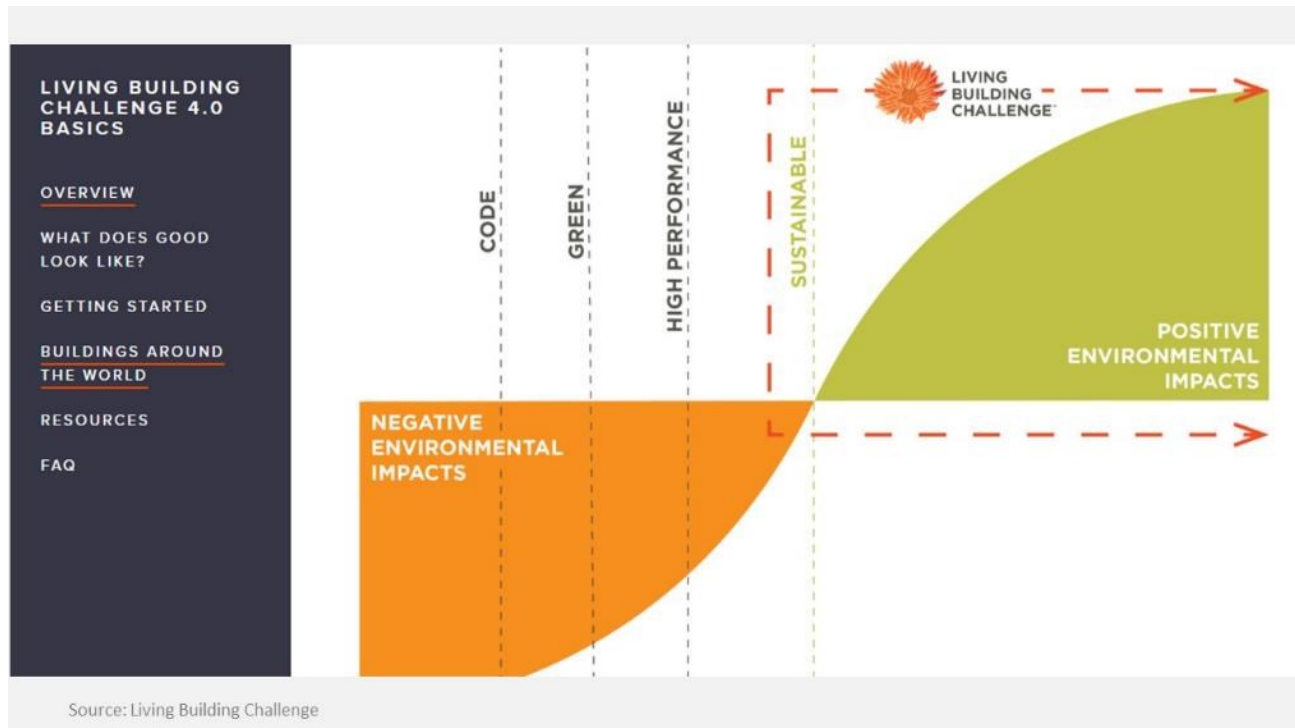 LIVING BUILDING
CHALLENGE 4.0
BASICS
OVERVIEW
WHAT DOES GOOD
LOOK LIKE?
GETTING STARTED
BUILDINGS AROUND
THE WORLD
RESOURCES
FAQ
CODE
GREEN
HIGH PERFORMANCE
SUSTAINABLE
LIVING
BUILDING
CHALLENGE
POSITIVE
ENVIRONMENTAL
IMPACTS
NEGATIVE
ENVIRONMENTAL
IMPACTS
Source: Living Building Challenge